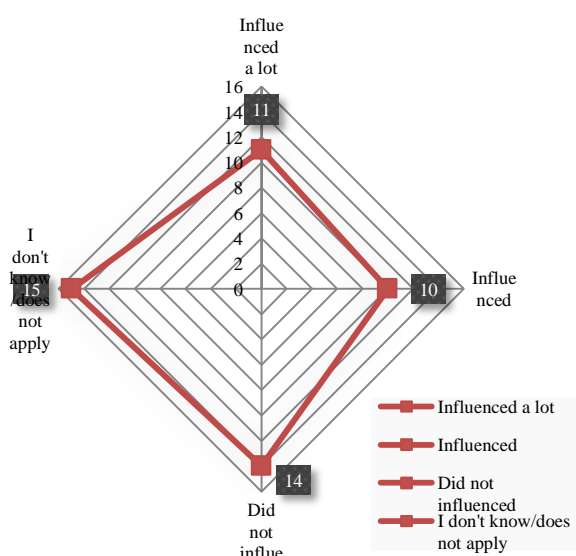 Influe
nced
a lot
16
14
12
10
8
6
4
2
0
11
10
14
15
I
don't
know
/does
not
apply
Influe
nced
Did
not
influe
Influenced a lot
Influenced
Did not
influenced
I don't know/does
not apply